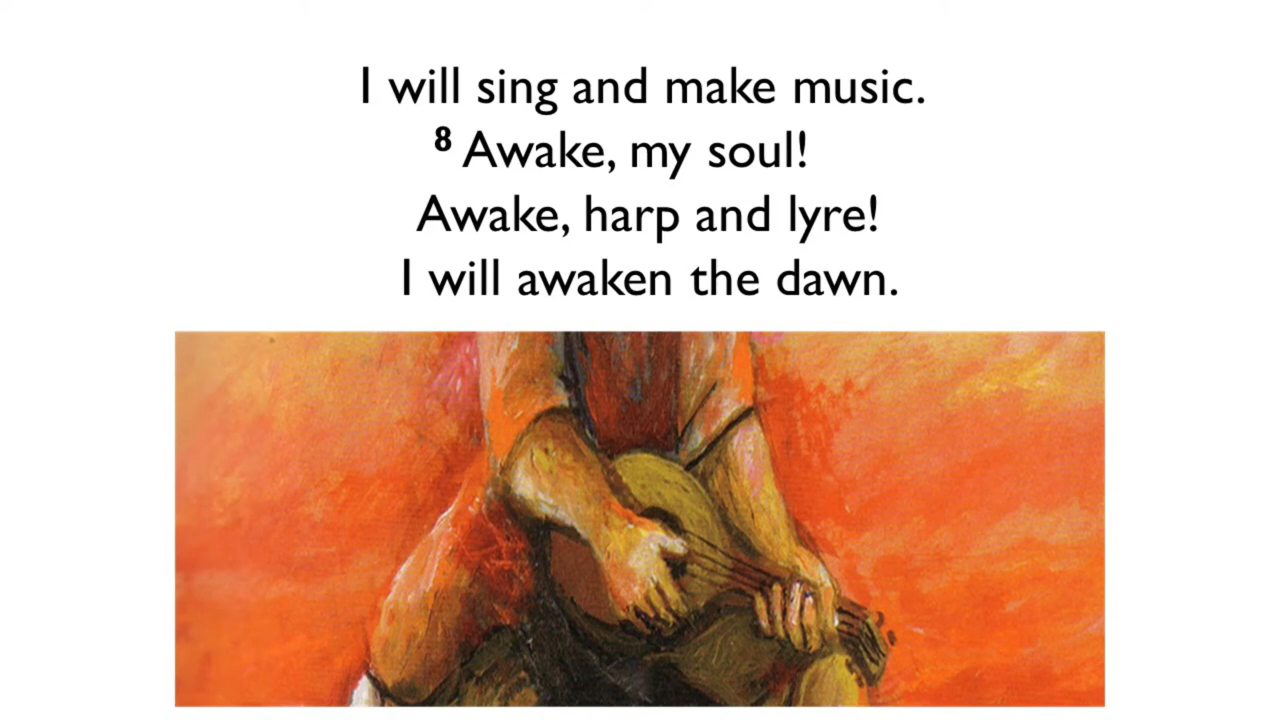 I will sing and make music.
8 Awake, my soul!
Awake, harp and lyre!
I will awaken the dawn.